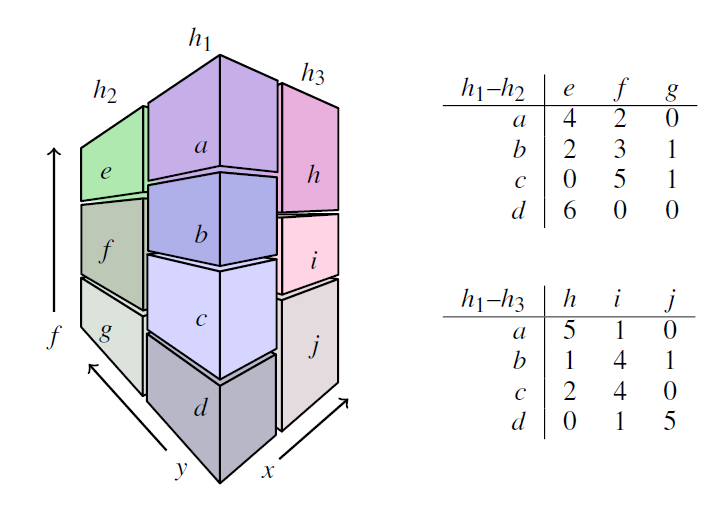 h₁
h₂
h₃
a
e
h
b
f
i
c
g
j
d
f
y
x
h₁–h₂ e f g
a 4 2 0
b 2 3 1
c 0 5 1
d 6 0 0
h₁–h₃ h i j
a 5 1 0
b 1 4 1
c 2 4 0
d 0 1 5